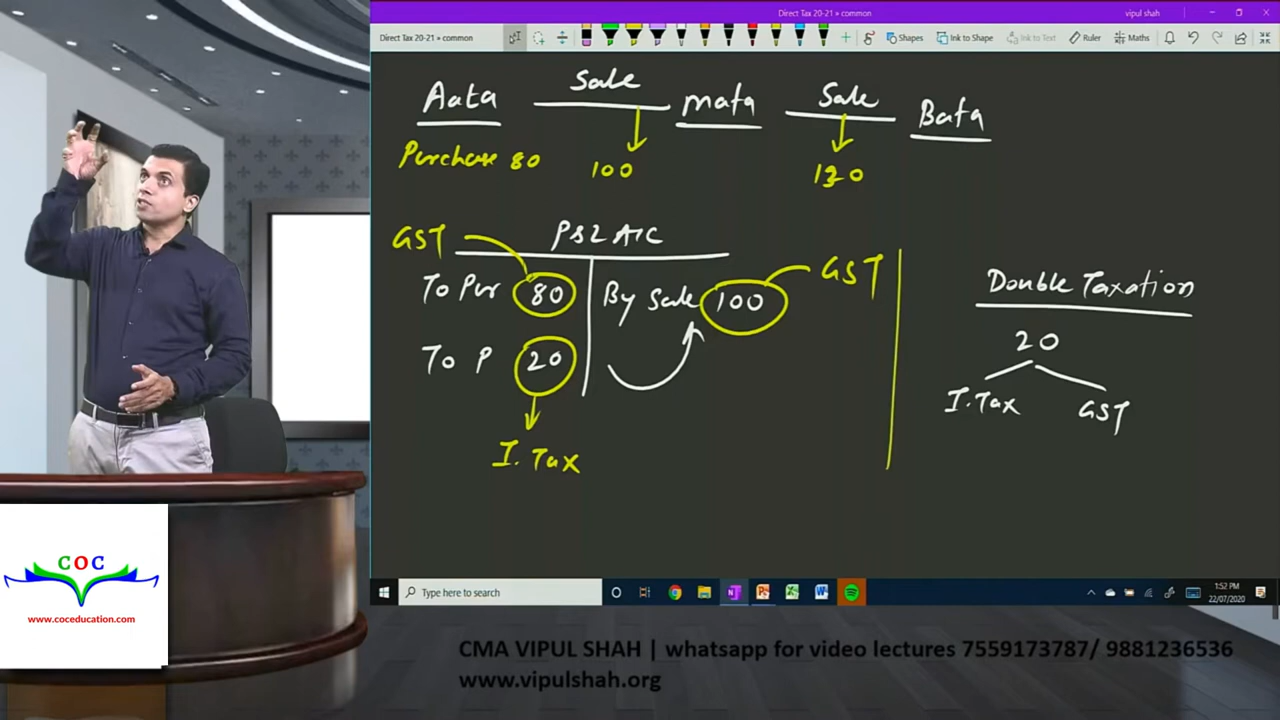 Direct Tax 20-21 » common
vipul shah
Direct Tax 20-21 » common
Shapes
Ink to Shape
Ink to Text
Ruler
Maths
Aata Sale mata Sale Bata
Purchase 80 100 120
GST P&L A/C
To Pur 80 By Sale 100 GST
To P 20
I. Tax
Double Taxation
20
I.Tax GST
COC
www.coceducation.com
Type here to search
1:52 PM
22/07/2020
CMA VIPUL SHAH | whatsapp for video lectures 7559173787/ 9881236536
www.vipulshah.org